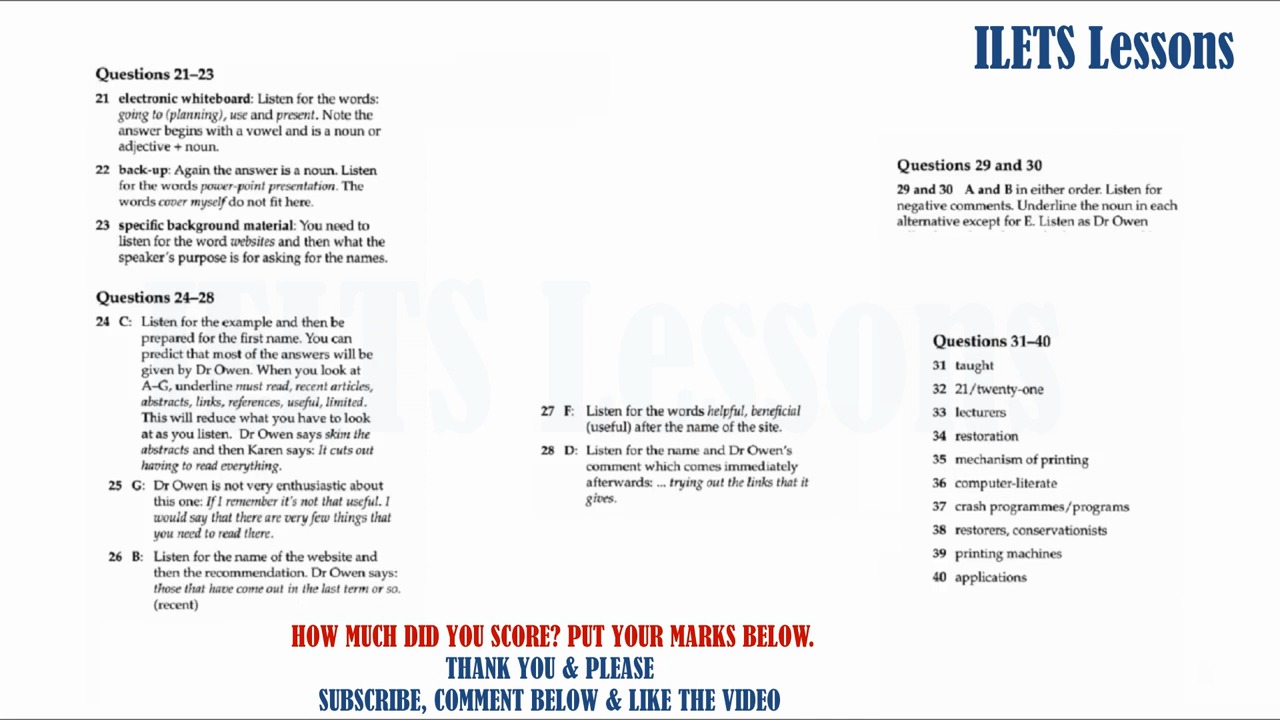 ILETS Lessons
Questions 21–23
21 electronic whiteboard: Listen for the words:
going to (planning), use and present. Note the
answer begins with a vowel and is a noun or
adjective + noun.
22 back-up: Again the answer is a noun. Listen
for the words power-point presentation. The
words cover myself do not fit here.
23 specific background material: You need to
listen for the word websites and then what the
speaker's purpose is for asking for the names.
Questions 24–28
24 C: Listen for the example and then be
prepared for the first name. You can
predict that most of the answers will be
given by Dr Owen. When you look at
A–G, underline must read, recent articles,
abstracts, links, references, useful, limited.
This will reduce what you have to look
at as you listen. Dr Owen says skim the
abstracts and then Karen says: It cuts out
having to read everything.
25 G: Dr Owen is not very enthusiastic about
this one: If I remember it's not that useful. I
would say that there are very few things that
you need to read there.
26 B: Listen for the name of the website and
then the recommendation. Dr Owen says:
those that have come out in the last term or so.
(recent)
27 F: Listen for the words helpful, beneficial
(useful) after the name of the site.
28 D: Listen for the name and Dr Owen's
comment which comes immediately
afterwards: ... trying out the links that it
gives.
Questions 29 and 30
29 and 30 A and B in either order. Listen for
negative comments. Underline the noun in each
alternative except for E. Listen as Dr Owen
Questions 31–40
31 taught
32 21/twenty-one
33 lecturers
34 restoration
35 mechanism of printing
36 computer-literate
37 crash programmes/programs
38 restorers, conservationists
39 printing machines
40 applications
ILETS Lessons
HOW MUCH DID YOU SCORE? PUT YOUR MARKS BELOW.
THANK YOU & PLEASE
SUBSCRIBE, COMMENT BELOW & LIKE THE VIDEO